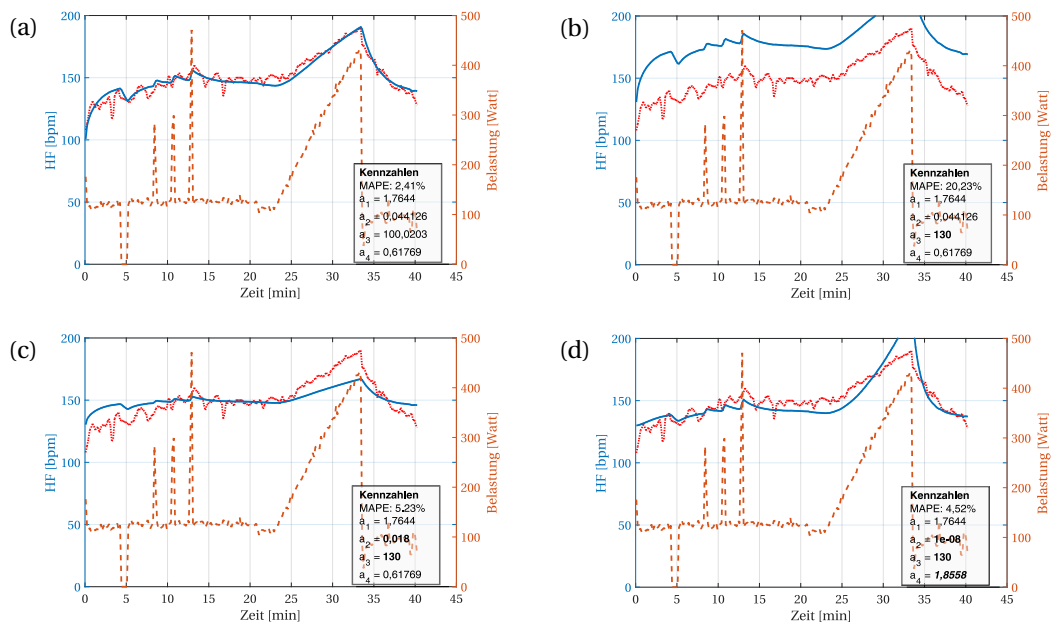 (a)
200
150
100
50
0
HF [bpm]
500
400
300
200
100
0
Belastung [Watt]
Kennzahlen
MAPE: 2,41%
a1 = 1,7644
a2 = 0,044126
a3 = 100,0203
a4 = 0,61769
0 5 10 15 20 25 30 35 40 45
Zeit [min]
(b)
200
150
100
50
0
HF [bpm]
500
400
300
200
100
0
Belastung [Watt]
Kennzahlen
MAPE: 20,23%
a1 = 1,7644
a2 = 0,044126
a3 = 130
a4 = 0,61769
0 5 10 15 20 25 30 35 40 45
Zeit [min]
(c)
200
150
100
50
0
HF [bpm]
500
400
300
200
100
0
Belastung [Watt]
Kennzahlen
MAPE: 5,23%
a1 = 1,7644
a2 = 0,018
a3 = 130
a4 = 0,61769
0 5 10 15 20 25 30 35 40 45
Zeit [min]
(d)
200
150
100
50
0
HF [bpm]
500
400
300
200
100
0
Belastung [Watt]
Kennzahlen
MAPE: 4,52%
a1 = 1,7644
a2 = 1e-08
a3 = 130
a4 = 1,8558
0 5 10 15 20 25 30 35 40 45
Zeit [min]